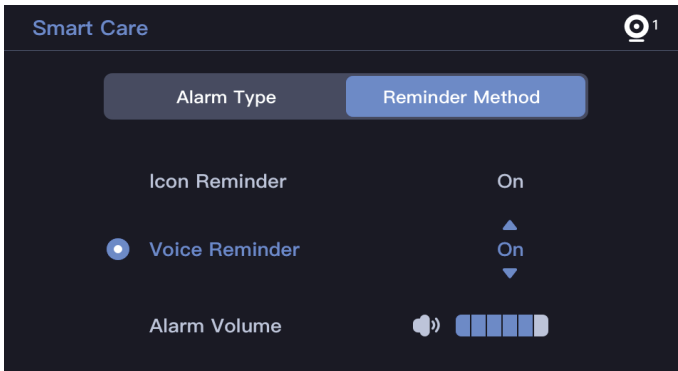 Smart Care
1
Alarm Type
Reminder Method
Icon Reminder On
Voice Reminder On
Alarm Volume